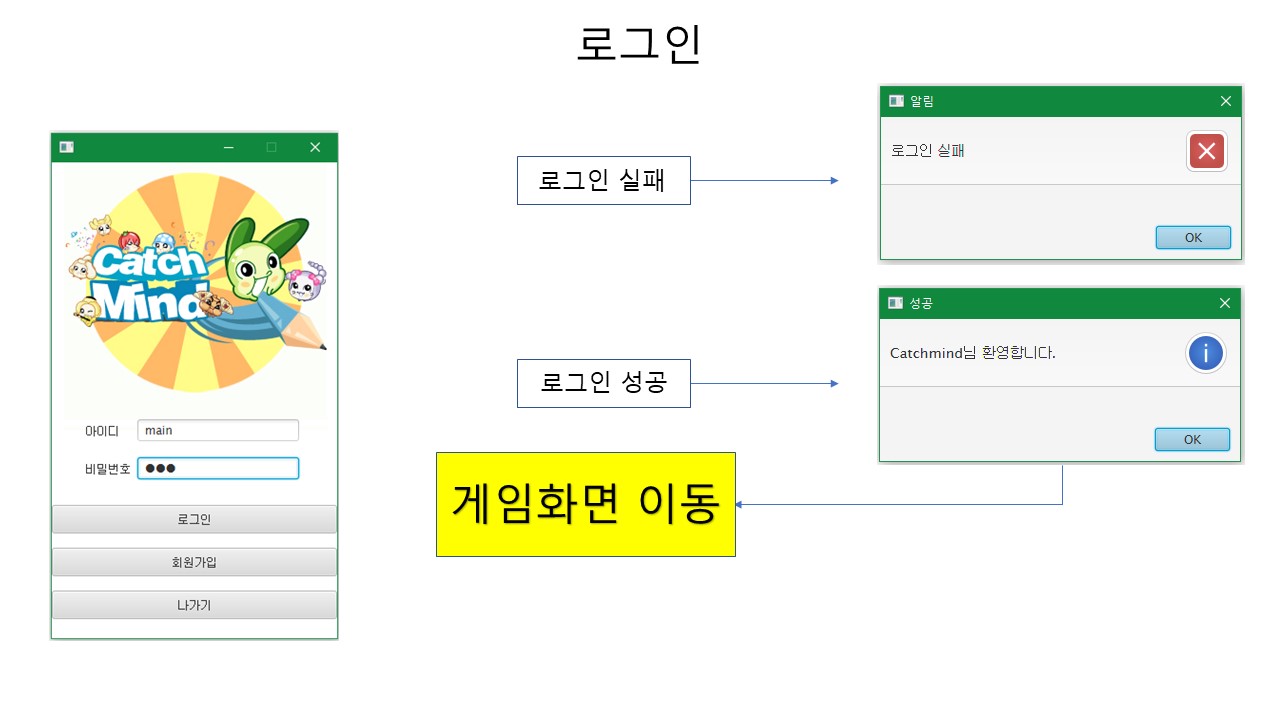 로그인
Catch
Mind
아이디
main
비밀번호
●●●
로그인
회원가입
나가기
로그인 실패
알림
로그인 실패
OK
로그인 성공
성공
Catchmind님 환영합니다.
OK
게임화면 이동